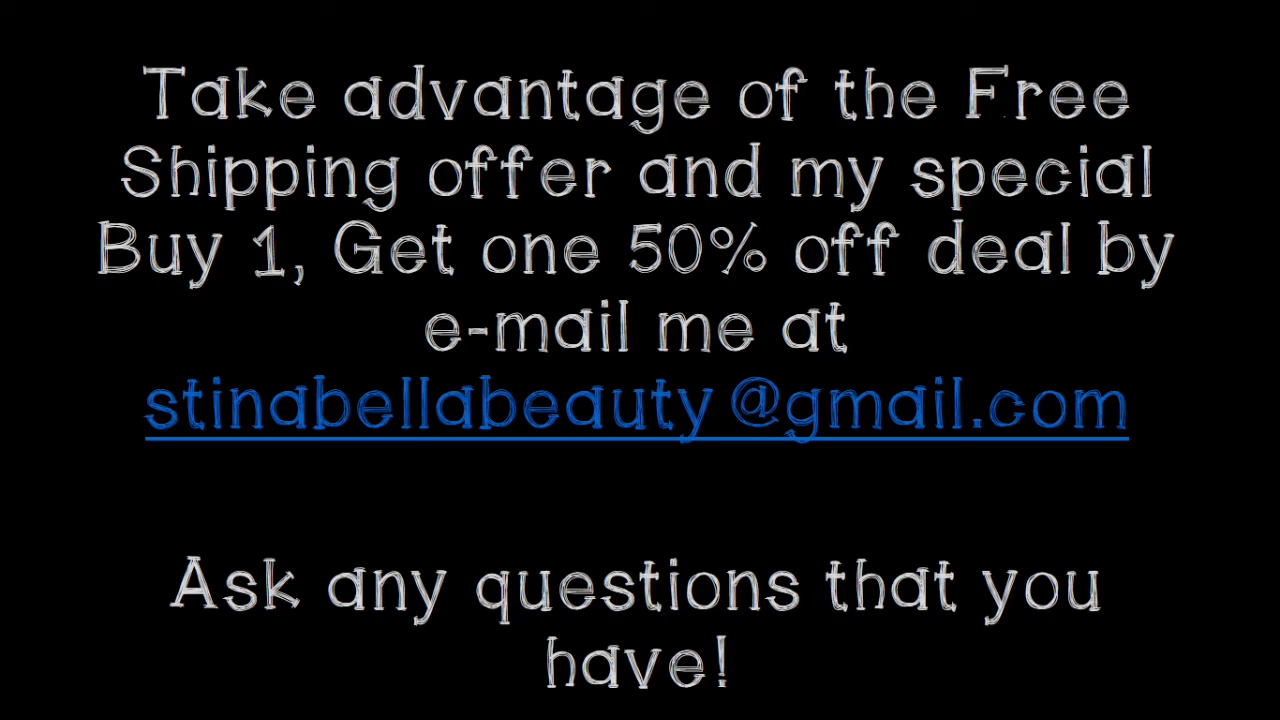 Take advantage of the Free
Shipping offer and my special
Buy 1, Get one 50% off deal by
e-mail me at
stinabellabeauty@gmail.com
Ask any questions that you
have!